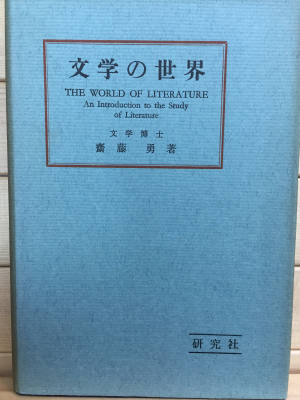 文学の世界
THE WORLD OF LITERATURE
An Introduction to the Study
of Literature
文学博士
齋藤 勇 著
研究社